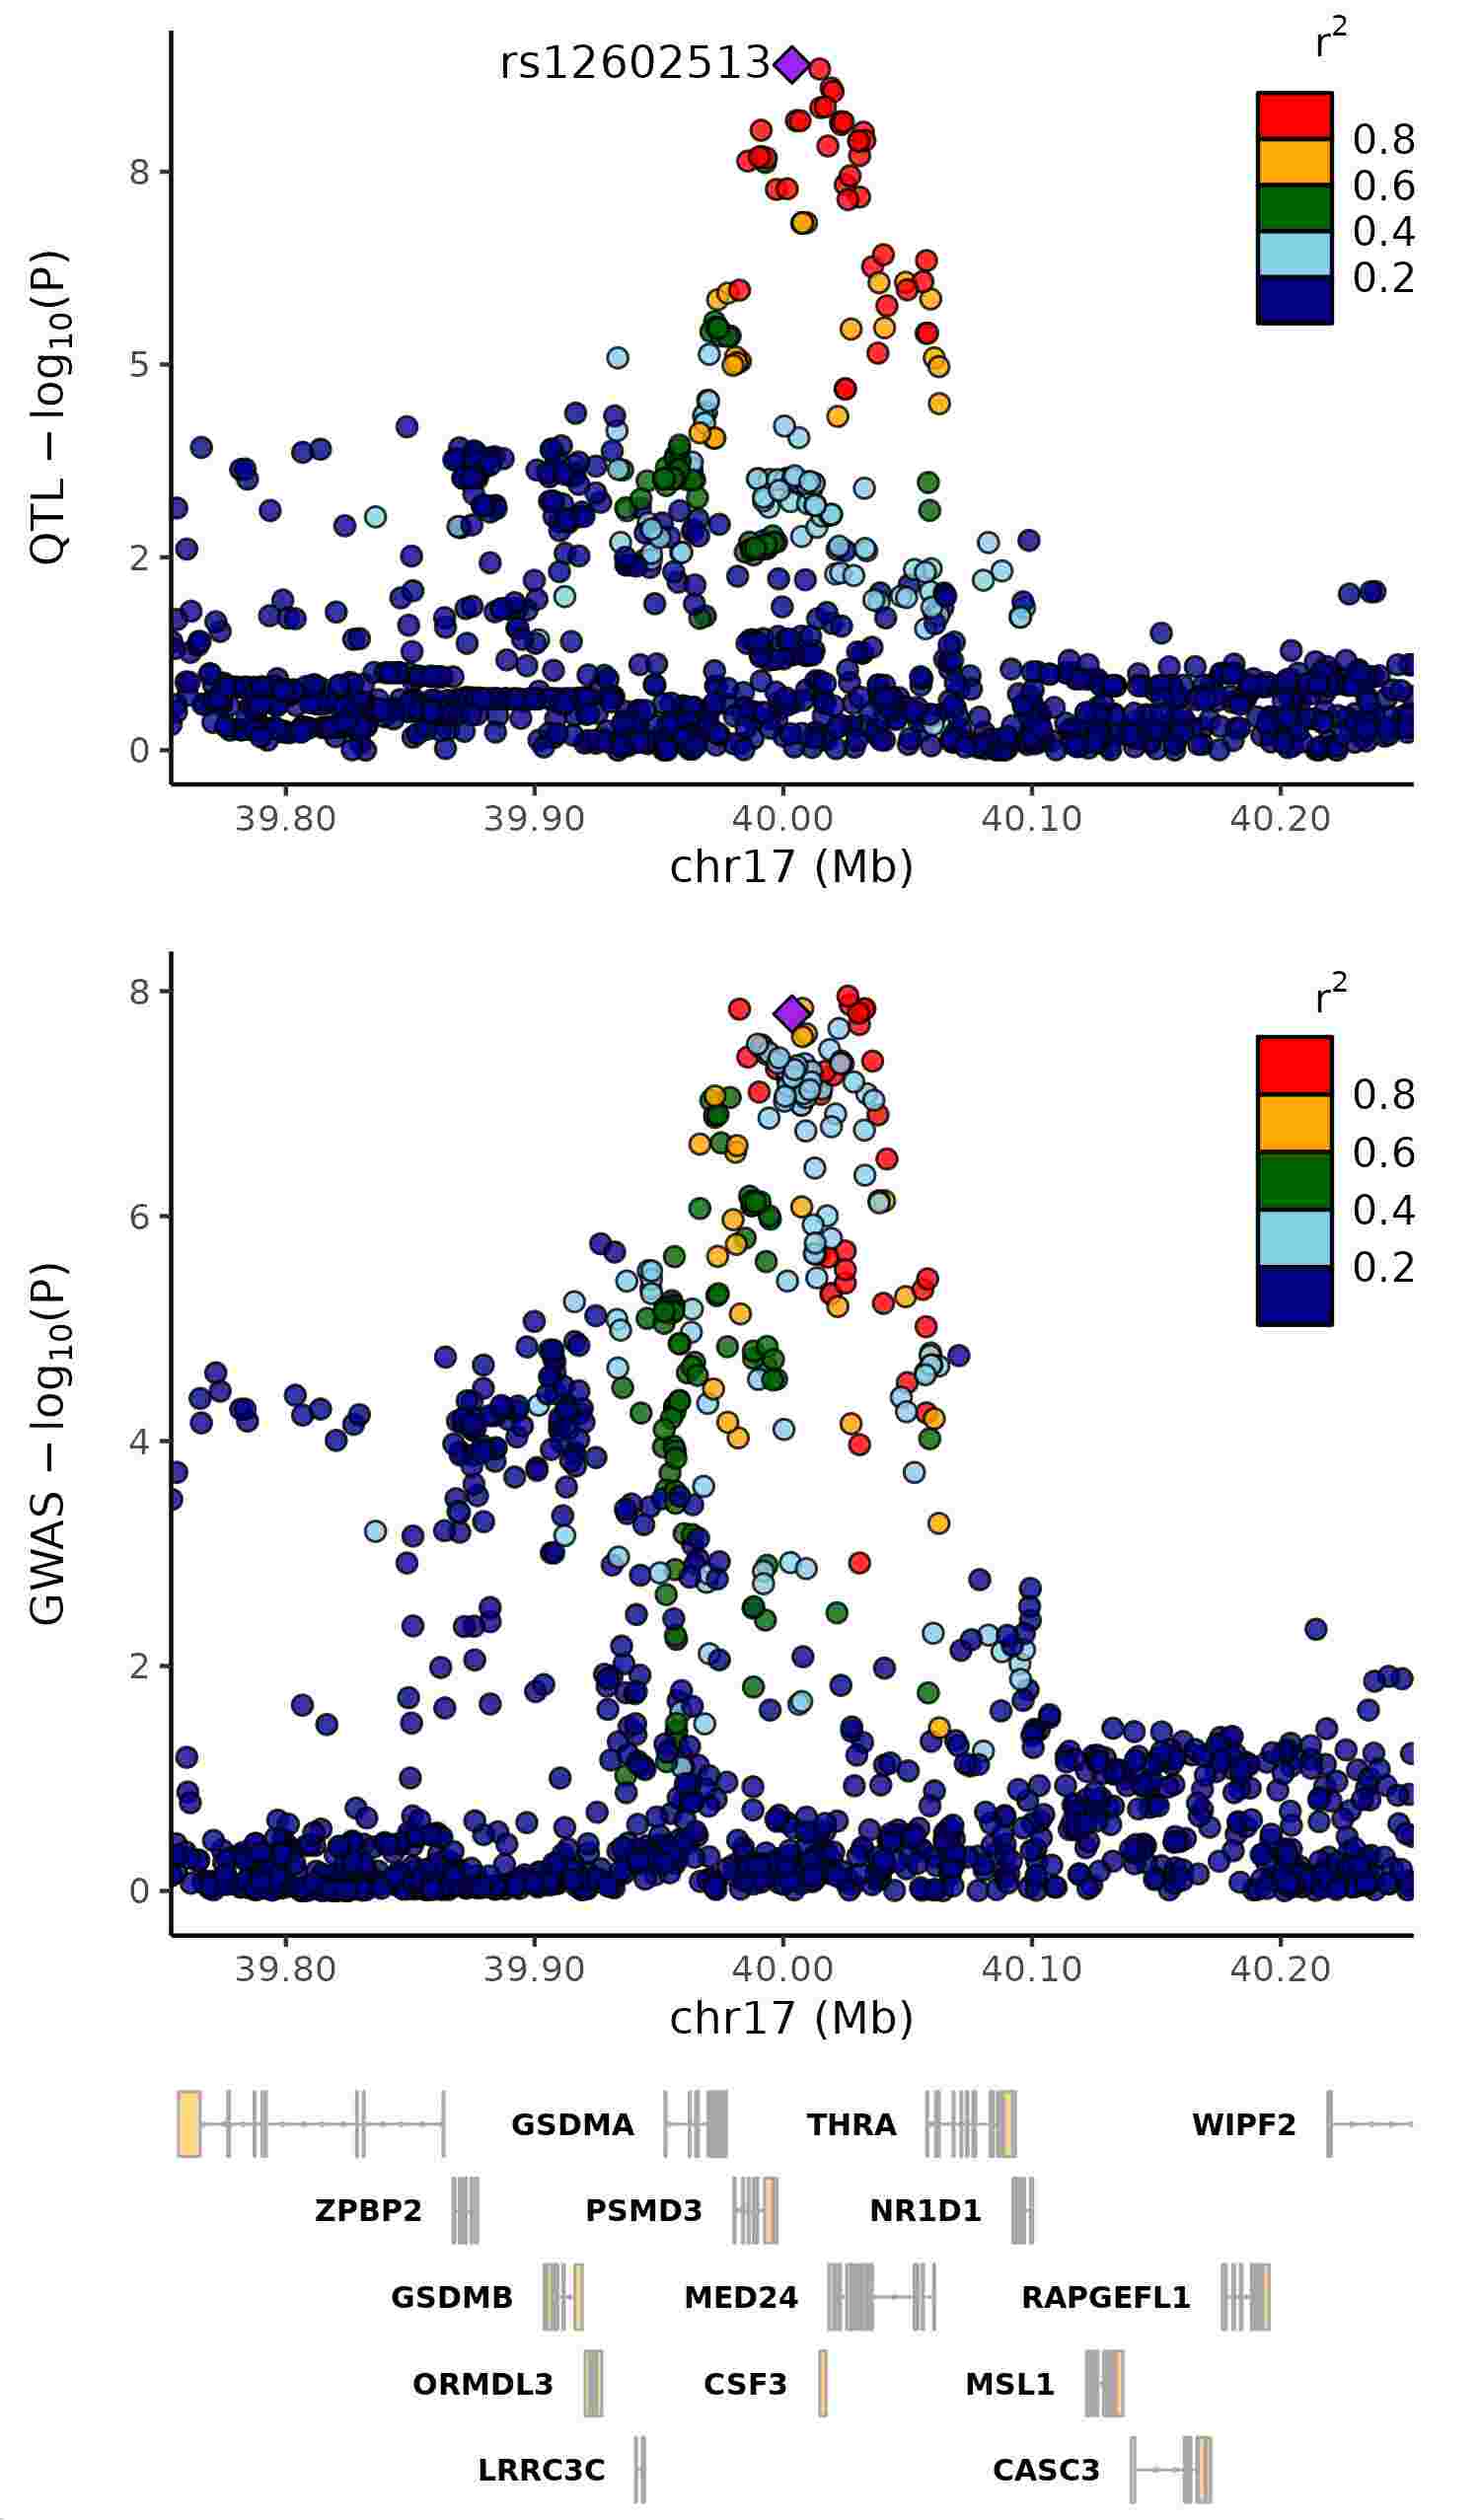 r2
rs12602513
0.8
0.6
0.4
0.2
8
5
2
0
QTL −log10(P)
39.80 39.90 40.00 40.10 40.20
chr17 (Mb)
r2
0.8
0.6
0.4
0.2
8
6
4
2
0
GWAS −log10(P)
39.80 39.90 40.00 40.10 40.20
chr17 (Mb)
GSDMA THRA WIPF2
ZPBP2 PSMD3 NR1D1
GSDMB MED24 RAPGEFL1
ORMDL3 CSF3 MSL1
LRRC3C CASC3